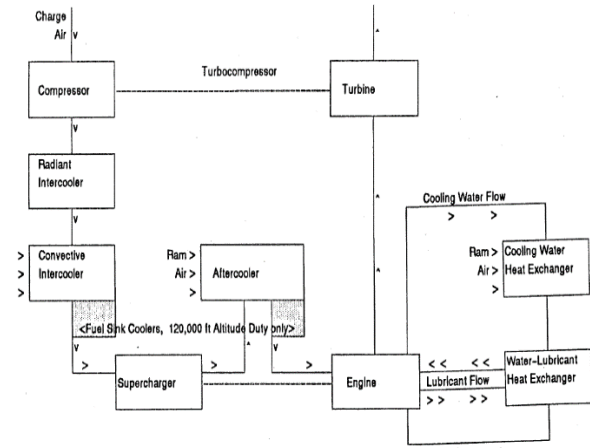 Charge
Air
Turbocompressor
Compressor
Turbine
Radiant
Intercooler
Cooling Water Flow
Convective
Intercooler
Ram >
Air >
Aftercooler
Ram >
Air >
Cooling Water
Heat Exchanger
<Fuel Sink Coolers, 120,000 ft Altitude Duty only>
Supercharger
Engine
Lubricant Flow
Water-Lubricant
Heat Exchanger